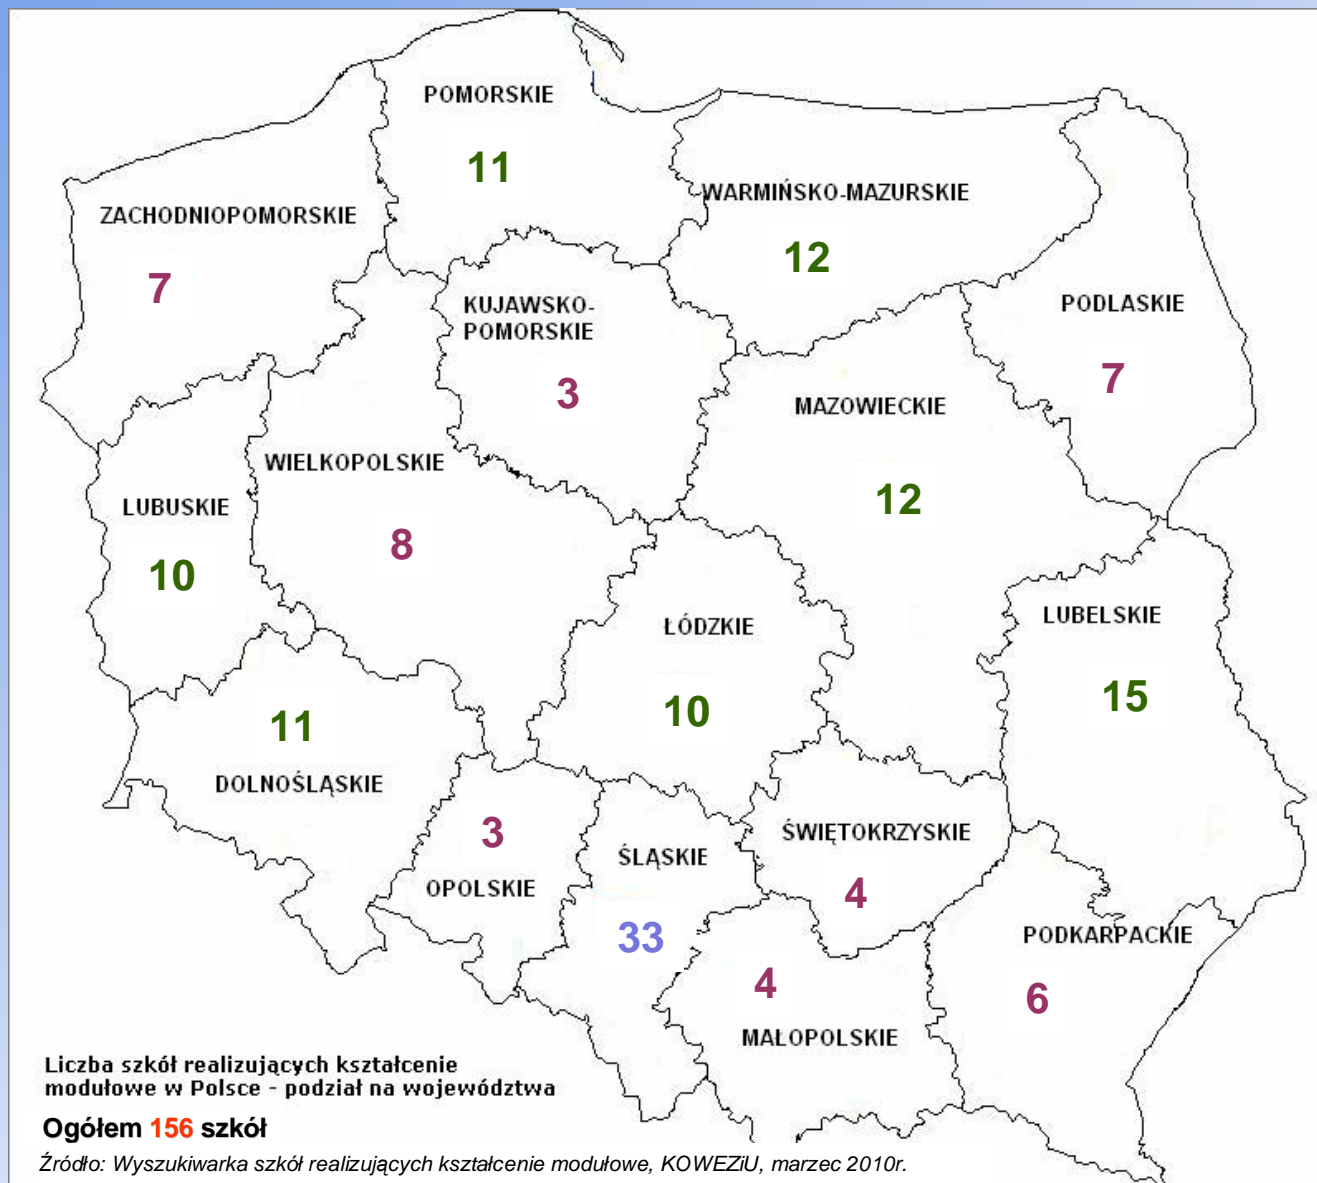 POMORSKIE
11
ZACHODNIOPOMORSKIE
7
WARMIŃSKO-MAZURSKIE
12
KUJAWSKO-
POMORSKIE
3
PODLASKIE
7
MAZOWIECKIE
12
WIELKOPOLSKIE
8
LUBUSKIE
10
ŁÓDZKIE
10
LUBELSKIE
15
11
DOLNOŚLĄSKIE
3
OPOLSKIE
ŚLĄSKIE
33
ŚWIĘTOKRZYSKIE
4
4
MAŁOPOLSKIE
PODKARPACKIE
6
Liczba szkół realizujących kształcenie
modułowe w Polsce - podział na województwa
Ogółem 156 szkół
Źródło: Wyszukiwarka szkół realizujących kształcenie modułowe, KOWEZiU, marzec 2010r.